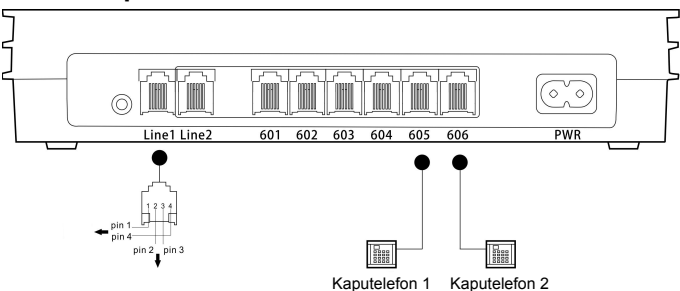 Line1 Line2 601 602 603 604 605 606 PWR
1 2 3 4
pin 1
pin 4
pin 2 pin 3
Kaputelefon 1 Kaputelefon 2